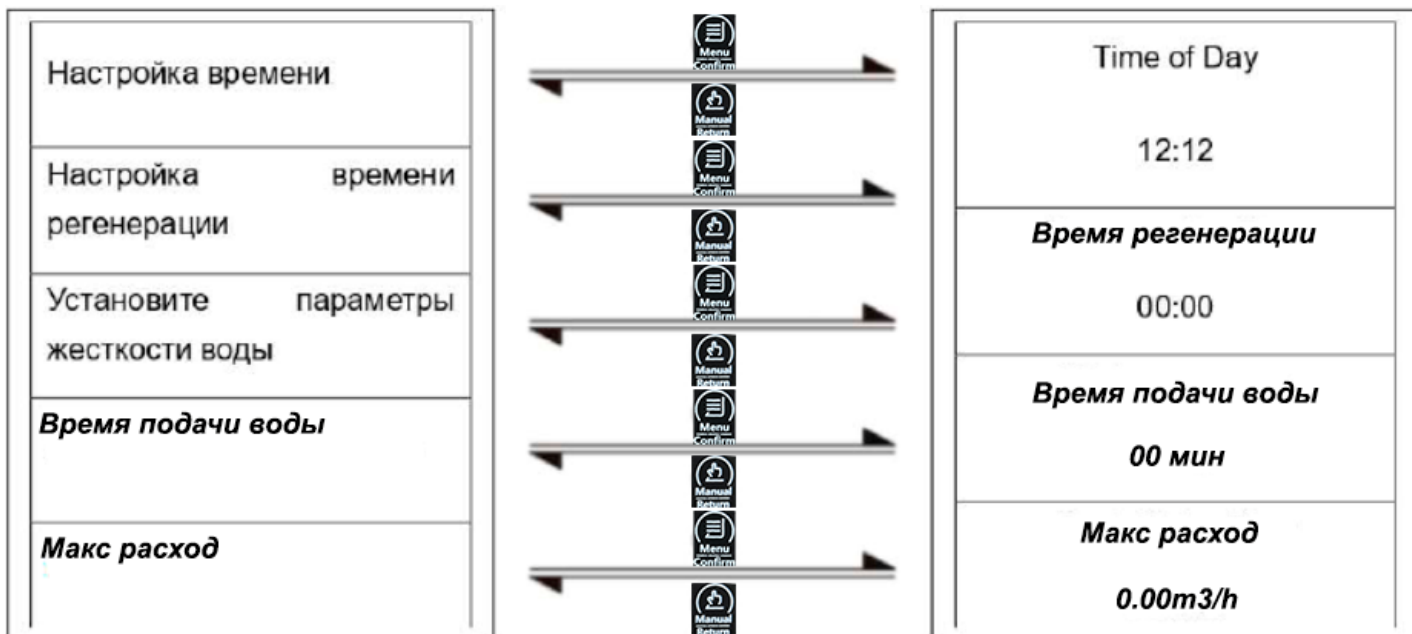 Настройка времени
Настройка времени
регенерации
Установите параметры
жесткости воды
Время подачи воды
Макс расход
Menu
Confirm
Manual
Return
Menu
Confirm
Manual
Return
Menu
Confirm
Manual
Return
Menu
Confirm
Manual
Return
Menu
Confirm
Manual
Return
Time of Day
12:12
Время регенерации
00:00
Время подачи воды
00 мин
Макс расход
0.00m3/h